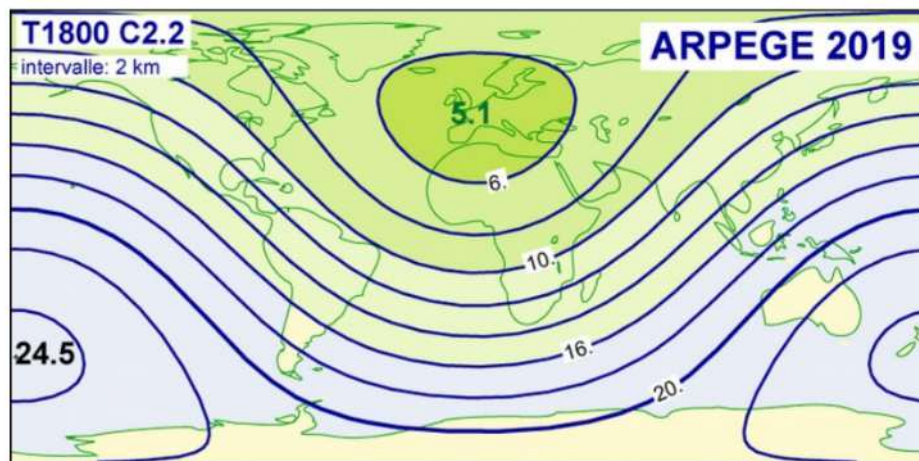 T1800 C2.2
intervalle: 2 km
ARPEGE 2019
5.1
6.
10.
16.
20.
24.5